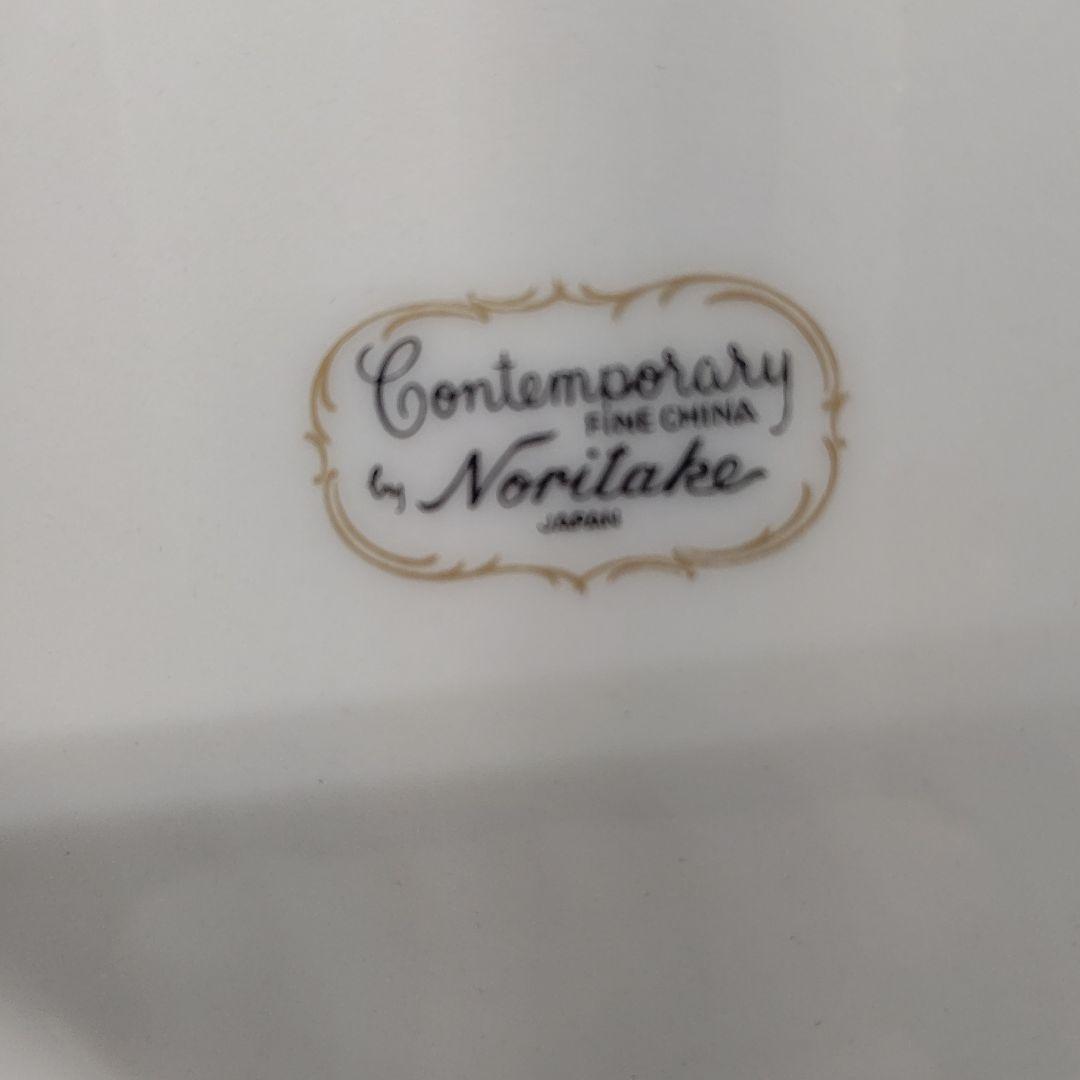 Contemporary
FINE CHINA
by Noritake
JAPAN